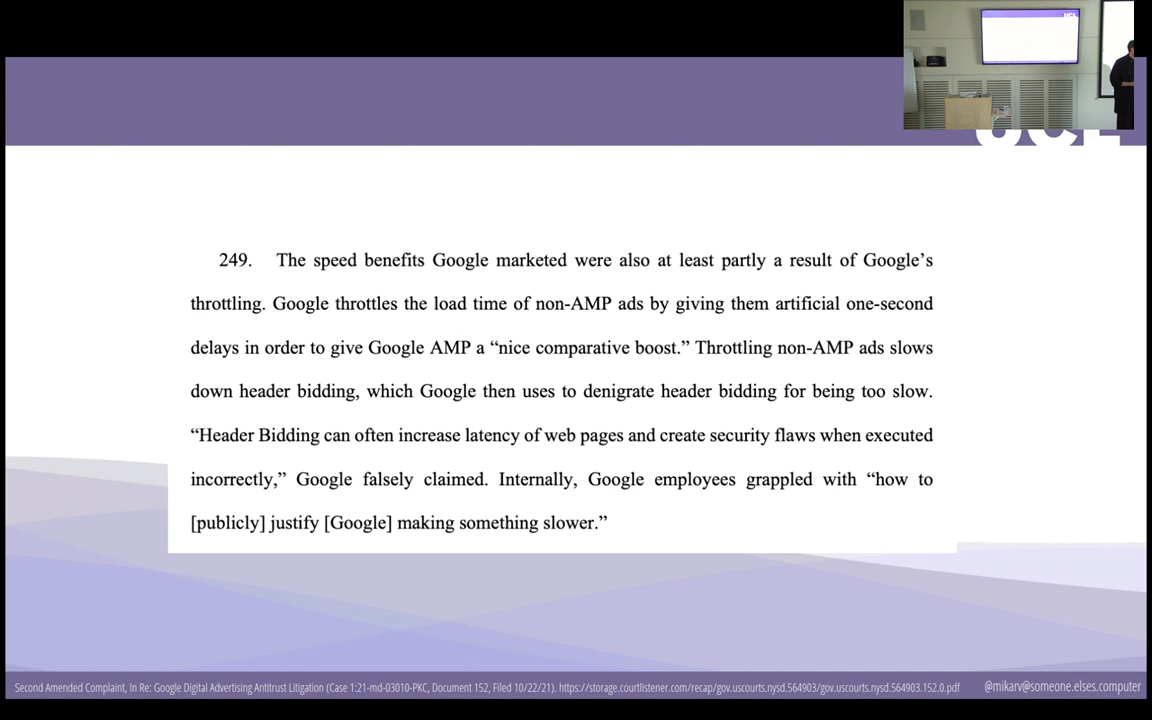 UCL
249. The speed benefits Google marketed were also at least partly a result of Google’s
throttling. Google throttles the load time of non-AMP ads by giving them artificial one-second
delays in order to give Google AMP a “nice comparative boost.” Throttling non-AMP ads slows
down header bidding, which Google then uses to denigrate header bidding for being too slow.
“Header Bidding can often increase latency of web pages and create security flaws when executed
incorrectly,” Google falsely claimed. Internally, Google employees grappled with “how to
[publicly] justify [Google] making something slower.”
Second Amended Complaint, In Re: Google Digital Advertising Antitrust Litigation (Case 1:21-md-03010-PKC, Document 152, Filed 10/22/21). https://storage.courtlistener.com/recap/gov.uscourts.nysd.564903/gov.uscourts.nysd.564903.152.0.pdf
@mikarv@someone.elses.computer